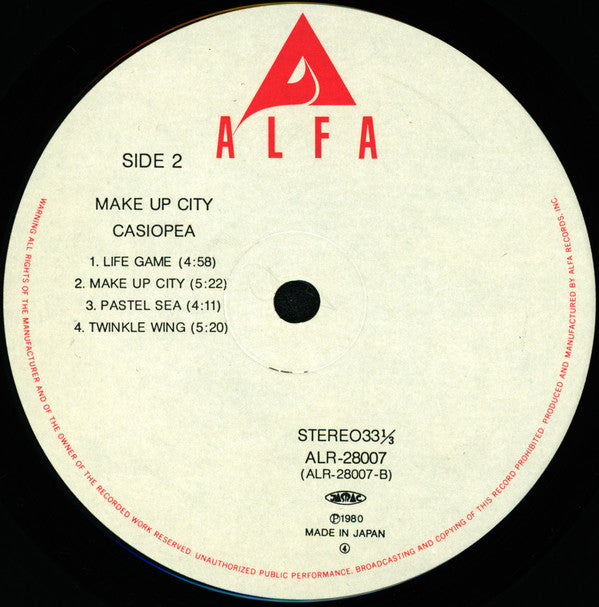 ALFA
SIDE 2
MAKE UP CITY
CASIOPEA
1. LIFE GAME (4:58)
2. MAKE UP CITY (5:22)
3. PASTEL SEA (4:11)
4. TWINKLE WING (5:20)
STEREO33⅓
ALR-28007
(ALR-28007-B)
JASRAC
Ⓟ1980
MADE IN JAPAN
④
WARNING ALL RIGHTS OF THE MANUFACTURER AND OF THE OWNER OF THE RECORDED WORK RESERVED. UNAUTHORIZED PUBLIC PERFORMANCE, BROADCASTING AND COPYING OF THIS RECORD PROHIBITED. PRODUCED AND MANUFACTURED BY ALFA RECORDS, INC.